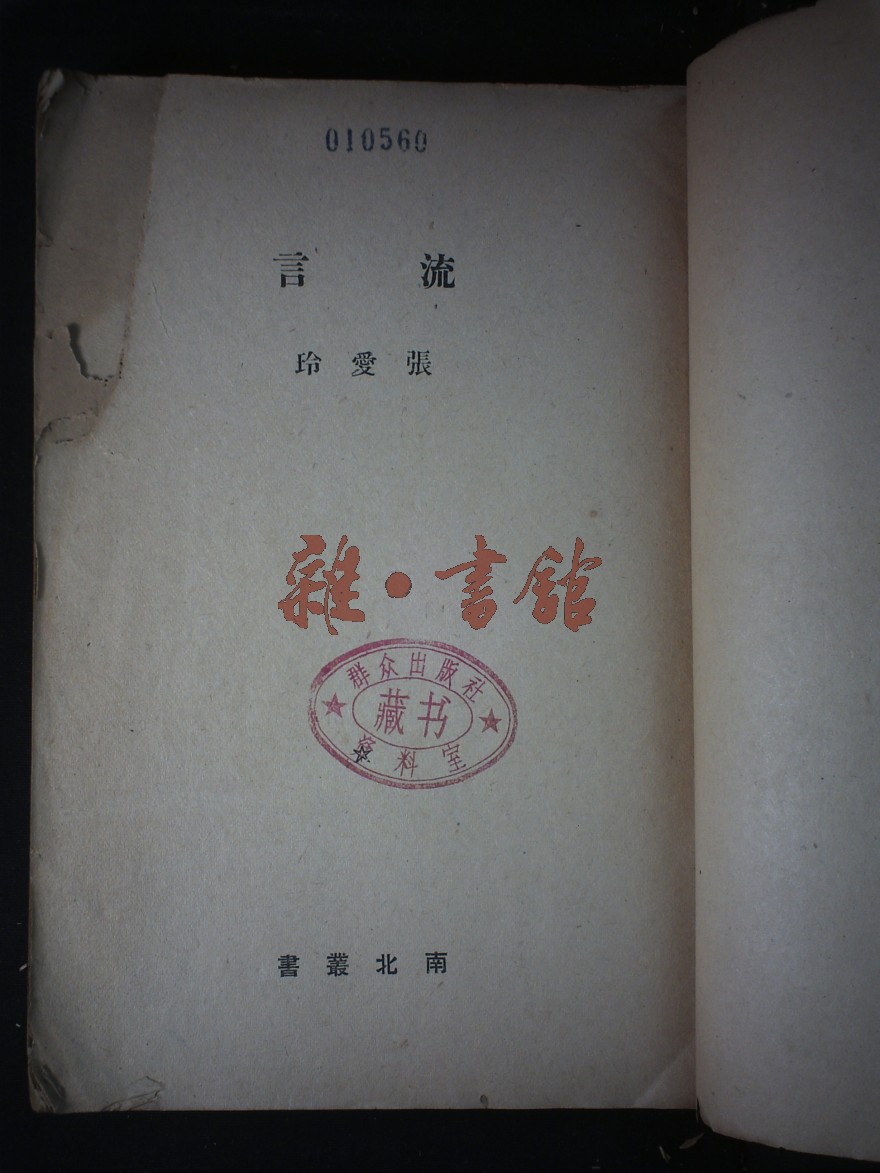 010560
流言
張愛玲
雜·書館
群众出版社
藏书
资料室
南北叢書